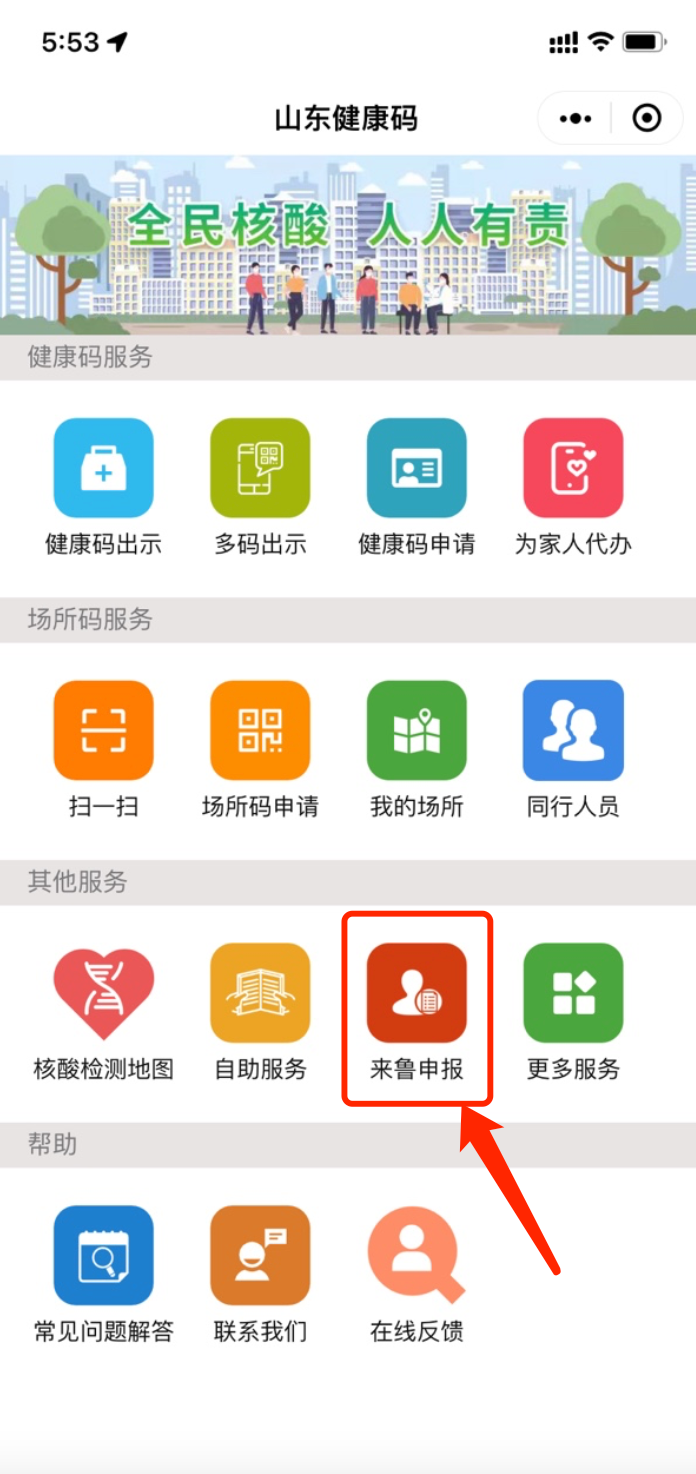 5:53
山东健康码
全民核酸 人人有责
健康码服务
健康码出示 多码出示 健康码申请 为家人代办
场所码服务
扫一扫 场所码申请 我的场所 同行人员
其他服务
核酸检测地图 自助服务 来鲁申报 更多服务
帮助
常见问题解答 联系我们 在线反馈